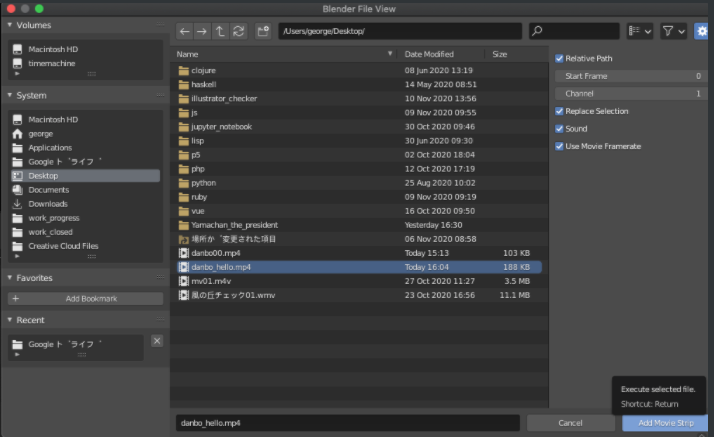 Blender File View
Volumes
Macintosh HD
timemachine
System
Macintosh HD
george
Applications
Google ト゛ライフ゛
Desktop
Documents
Downloads
work_progress
work_closed
Creative Cloud Files
Favorites
+ Add Bookmark
Recent
Google ト゛ライフ゛
/Users/george/Desktop/
Name Date Modified Size
clojure 08 Jun 2020 13:19
haskell 14 May 2020 08:51
illustrator_checker 10 Nov 2020 13:56
js 09 Nov 2020 09:55
jupyter_notebook 30 Oct 2020 09:46
lisp 30 Jun 2020 09:30
p5 02 Oct 2020 18:04
php 12 Oct 2020 17:19
python 25 Aug 2020 10:02
ruby 09 Nov 2020 09:19
vue 16 Oct 2020 09:50
Yamachan_the_president Yesterday 16:30
場所か゛変更された項目 06 Nov 2020 08:58
danbo00.mp4 Today 15:13 103 KB
danbo_hello.mp4 Today 16:04 188 KB
mv01.m4v 27 Oct 2020 11:27 3.5 MB
風の丘チェック01.wmv 23 Oct 2020 16:56 11.1 MB
Relative Path
Start Frame 0
Channel 1
Replace Selection
Sound
Use Movie Framerate
Execute selected file.
Shortcut: Return
danbo_hello.mp4
Cancel
Add Movie Strip